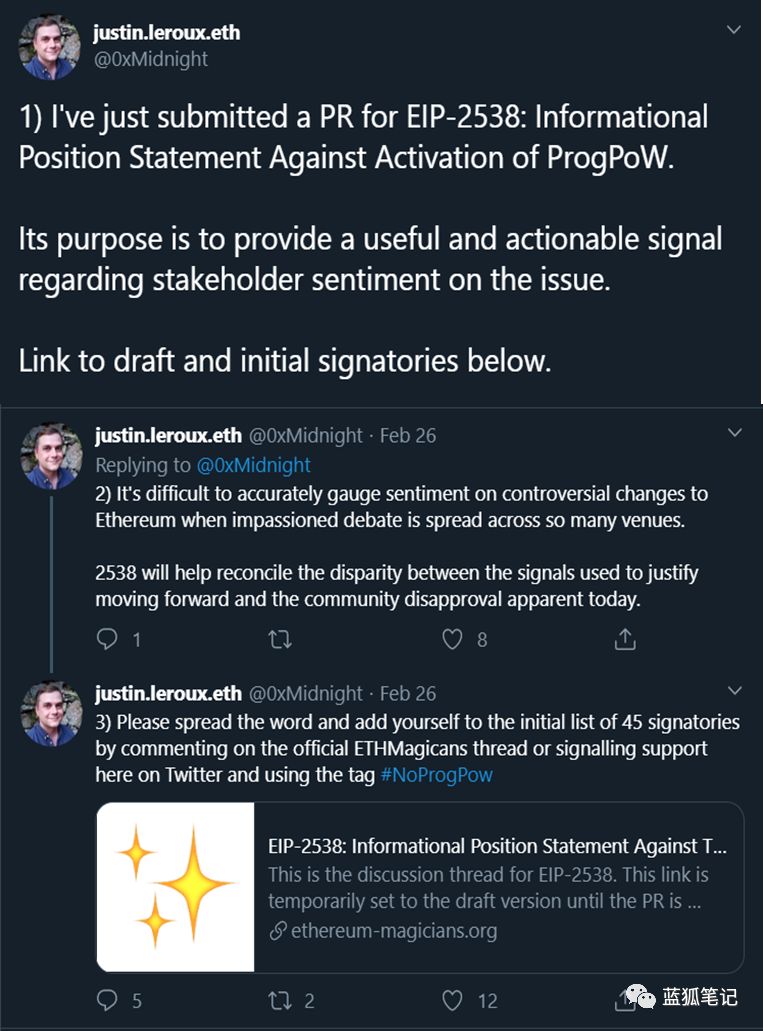 justin.leroux.eth
@0xMidnight
1) I've just submitted a PR for EIP-2538: Informational
Position Statement Against Activation of ProgPoW.
Its purpose is to provide a useful and actionable signal
regarding stakeholder sentiment on the issue.
Link to draft and initial signatories below.
justin.leroux.eth @0xMidnight · Feb 26
Replying to @0xMidnight
2) It's difficult to accurately gauge sentiment on controversial changes to
Ethereum when impassioned debate is spread across so many venues.
2538 will help reconcile the disparity between the signals used to justify
moving forward and the community disapproval apparent today.
1 8
justin.leroux.eth @0xMidnight · Feb 26
3) Please spread the word and add yourself to the initial list of 45 signatories
by commenting on the official ETHMagicans thread or signalling support
here on Twitter and using the tag #NoProgPow
EIP-2538: Informational Position Statement Against T...
This is the discussion thread for EIP-2538. This link is
temporarily set to the draft version until the PR is ...
ethereum-magicians.org
5 2 12
蓝狐笔记